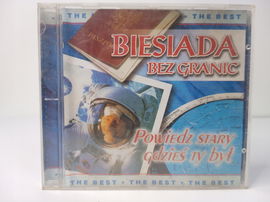 THE BEST • THE BEST
BIESIADA
BEZ GRANIC
Powiedz stary
gdzieś ty był
THE BEST • THE BEST • THE BEST